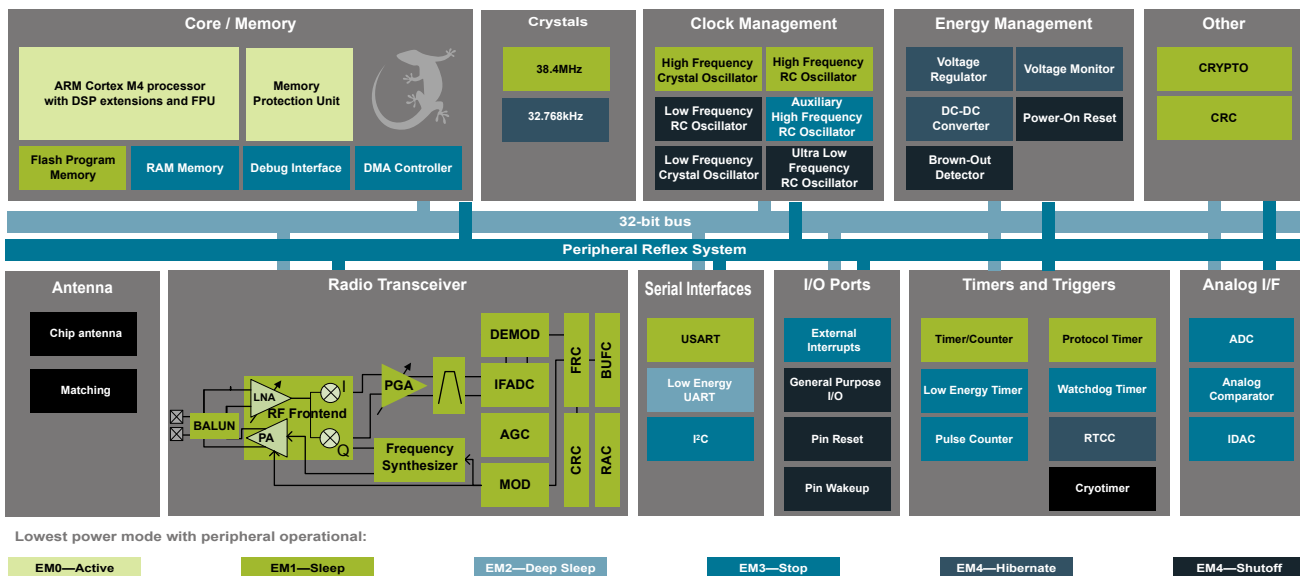 Core / Memory
ARM Cortex M4 processor
with DSP extensions and FPU
Memory
Protection Unit
Flash Program
Memory
RAM Memory
Debug Interface
DMA Controller
Crystals
38.4MHz
32.768kHz
Clock Management
High Frequency
Crystal Oscillator
High Frequency
RC Oscillator
Low Frequency
RC Oscillator
Auxiliary
High Frequency
RC Oscillator
Low Frequency
Crystal Oscillator
Ultra Low
Frequency
RC Oscillator
Energy Management
Voltage
Regulator
Voltage Monitor
DC-DC
Converter
Power-On Reset
Brown-Out
Detector
Other
CRYPTO
CRC
32-bit bus
Peripheral Reflex System
Antenna
Chip antenna
Matching
Radio Transceiver
BALUN
LNA
RF Frontend
PA
I
Q
PGA
Frequency
Synthesizer
DEMOD
IFADC
AGC
MOD
FRC
CRC
BUFC
RAC
Serial Interfaces
USART
Low Energy
UART
I²C
I/O Ports
External
Interrupts
General Purpose
I/O
Pin Reset
Pin Wakeup
Timers and Triggers
Timer/Counter
Protocol Timer
Low Energy Timer
Watchdog Timer
Pulse Counter
RTCC
Cryotimer
Analog I/F
ADC
Analog
Comparator
IDAC
Lowest power mode with peripheral operational:
EM0—Active
EM1—Sleep
EM2—Deep Sleep
EM3—Stop
EM4—Hibernate
EM4—Shutoff